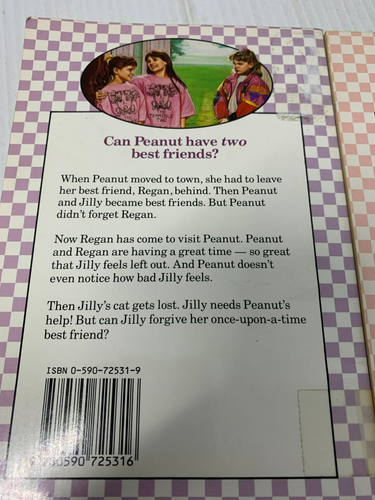 Can Peanut have two
best friends?
When Peanut moved to town, she had to leave
her best friend, Regan, behind. Then Peanut
and Jilly became best friends. But Peanut
didn't forget Regan.
Now Regan has come to visit Peanut. Peanut
and Regan are having a great time — so great
that Jilly feels left out. And Peanut doesn't
even notice how bad Jilly feels.
Then Jilly's cat gets lost. Jilly needs Peanut's
help! But can Jilly forgive her once-upon-a-time
best friend?
ISBN 0-590-72531-9
780590 725316